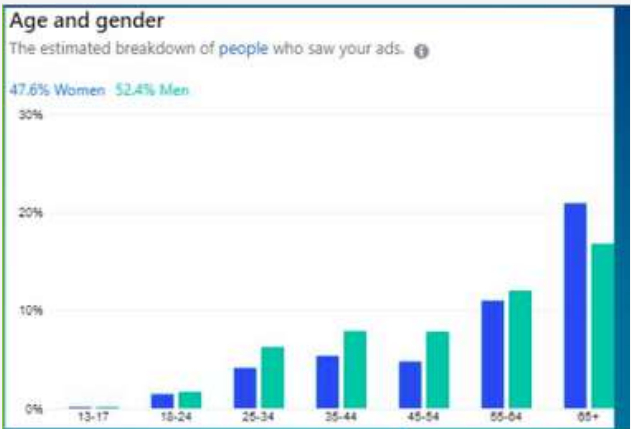 Age and gender
The estimated breakdown of people who saw your ads.
47.6% Women 52.4% Men
30%
20%
10%
0%
13-17 18-24 25-34 35-44 45-54 55-64 65+